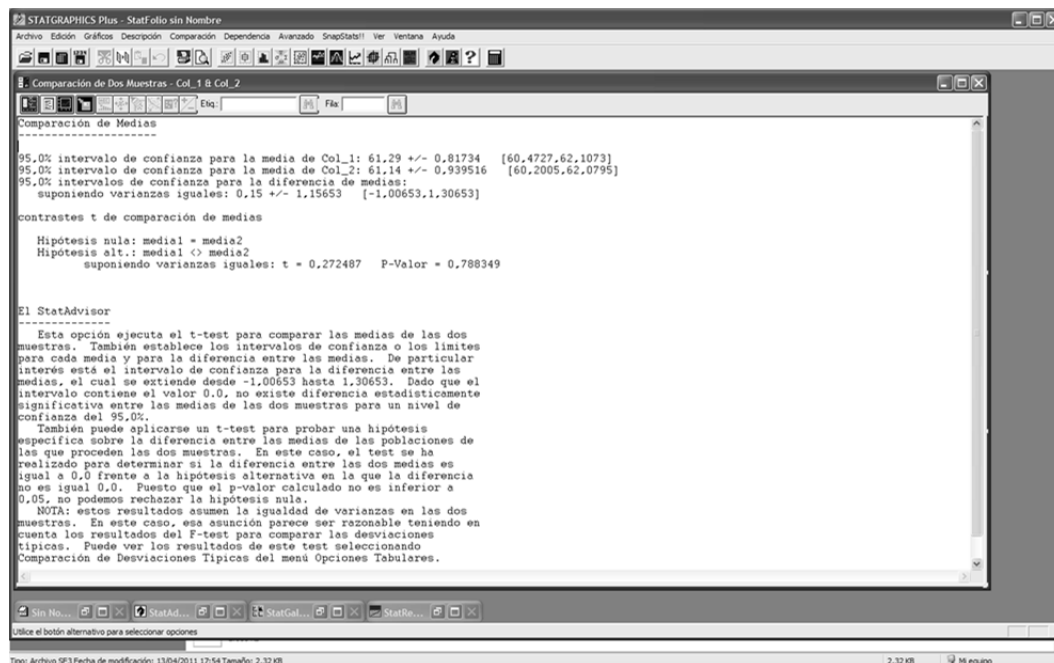 STATGRAPHICS Plus - StatFolio sin Nombre
Archivo Edición Gráficos Descripción Comparación Dependencia Avanzado SnapStats!! Ver Ventana Ayuda
Comparación de Dos Muestras - Col_1 & Col_2
Etiq.: Fila:
Comparación de Medias
---------------------
95,0% intervalo de confianza para la media de Col_1: 61,29 +/- 0,81734 [60,4727,62,1073]
95,0% intervalo de confianza para la media de Col_2: 61,14 +/- 0,939516 [60,2005,62,0795]
95,0% intervalos de confianza para la diferencia de medias:
suponiendo varianzas iguales: 0,15 +/- 1,15653 [-1,00653,1,30653]
contrastes t de comparación de medias
Hipótesis nula: media1 = media2
Hipótesis alt.: media1 <> media2
suponiendo varianzas iguales: t = 0,272487 P-Valor = 0,788349
El StatAdvisor
--------------
Esta opción ejecuta el t-test para comparar las medias de las dos
muestras. También establece los intervalos de confianza o los límites
para cada media y para la diferencia entre las medias. De particular
interés está el intervalo de confianza para la diferencia entre las
medias, el cual se extiende desde -1,00653 hasta 1,30653. Dado que el
intervalo contiene el valor 0.0, no existe diferencia estadísticamente
significativa entre las medias de las dos muestras para un nivel de
confianza del 95,0%.
También puede aplicarse un t-test para probar una hipótesis
específica sobre la diferencia entre las medias de las poblaciones de
las que proceden las dos muestras. En este caso, el test se ha
realizado para determinar si la diferencia entre las dos medias es
igual a 0,0 frente a la hipótesis alternativa en la que la diferencia
no es igual 0,0. Puesto que el p-valor calculado no es inferior a
0,05, no podemos rechazar la hipótesis nula.
NOTA: estos resultados asumen la igualdad de varianzas en las dos
muestras. En este caso, esa asunción parece ser razonable teniendo en
cuenta los resultados del F-test para comparar las desviaciones
típicas. Puede ver los resultados de este test seleccionando
Comparación de Desviaciones Típicas del menú Opciones Tabulares.
Sin No... StatAd... StatGal... StatRe...
Utilice el botón alternativo para seleccionar opciones
Tipo: Archivo SF3 Fecha de modificación: 13/04/2011 17:54 Tamaño: 2,32 KB 2,32 KB Mi equipo